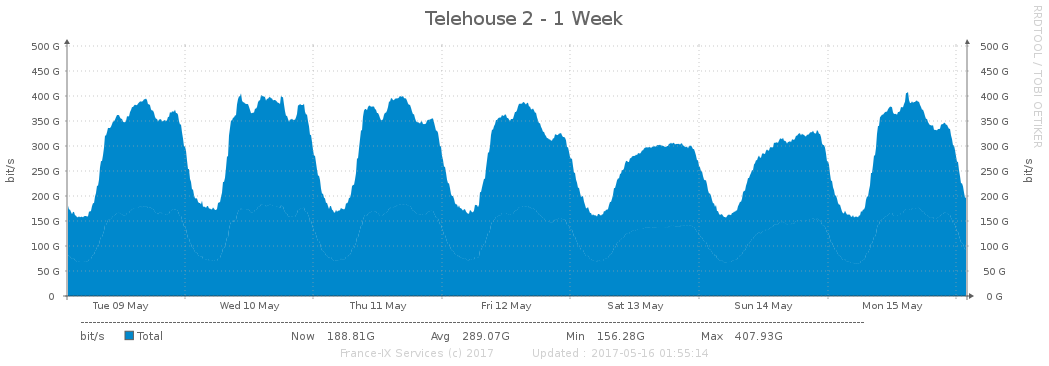 Telehouse 2 - 1 Week
RRDTOOL / TOBI OETIKER
bit/s
500 G 500 G
450 G 450 G
400 G 400 G
350 G 350 G
300 G 300 G
250 G 250 G
200 G 200 G
150 G 150 G
100 G 100 G
50 G 50 G
0 0 G
bit/s
Tue 09 May Wed 10 May Thu 11 May Fri 12 May Sat 13 May Sun 14 May Mon 15 May
bit/s Total Now 188.81G Avg 289.07G Min 156.28G Max 407.93G
France-IX Services (c) 2017 Updated : 2017-05-16 01:55:14